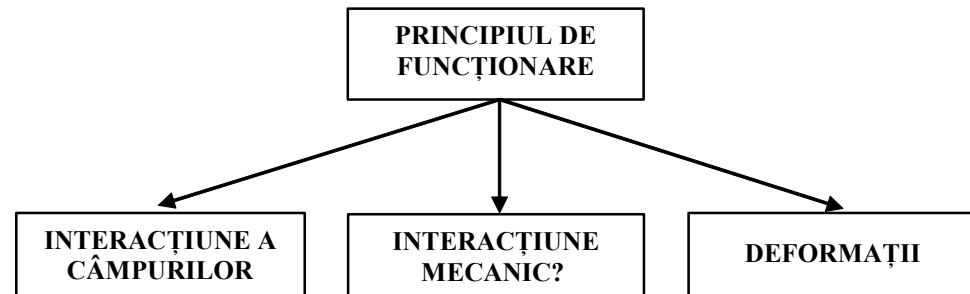 PRINCIPIUL DE
FUNCȚIONARE
INTERACȚIUNE A
CÂMPURILOR
INTERACȚIUNE
MECANIC?
DEFORMAȚII